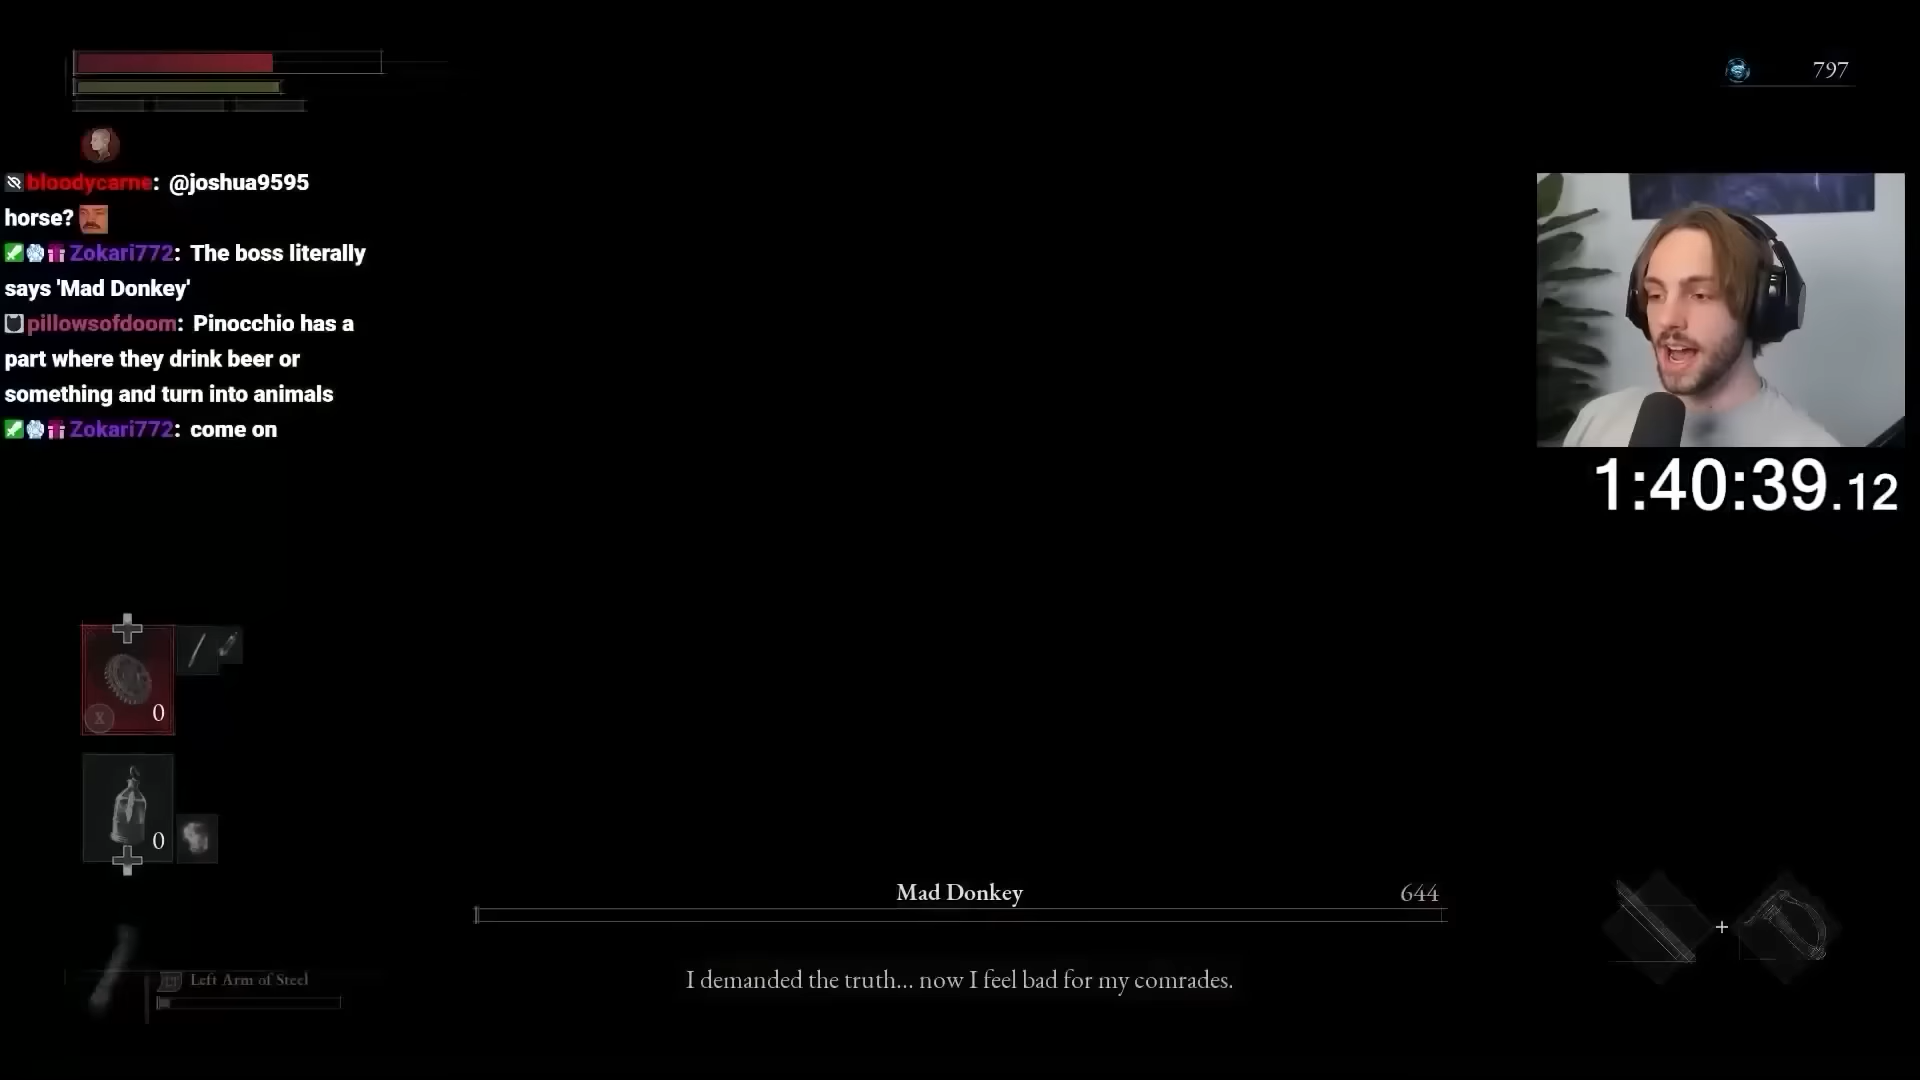 797
bloodycarne: @joshua9595
horse?
Zokari772: The boss literally
says 'Mad Donkey'
pillowsofdoom: Pinocchio has a
part where they drink beer or
something and turn into animals
Zokari772: come on
1:40:39.12
X 0
0
Mad Donkey 644
+
LT Left Arm of Steel
I demanded the truth... now I feel bad for my comrades.